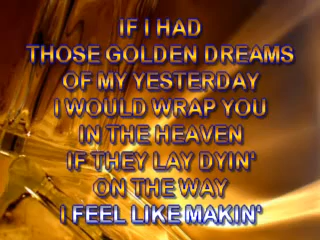 IF I HAD
THOSE GOLDEN DREAMS
OF MY YESTERDAY
I WOULD WRAP YOU
IN THE HEAVEN
IF THEY LAY DYIN'
ON THE WAY
I FEEL LIKE MAKIN'